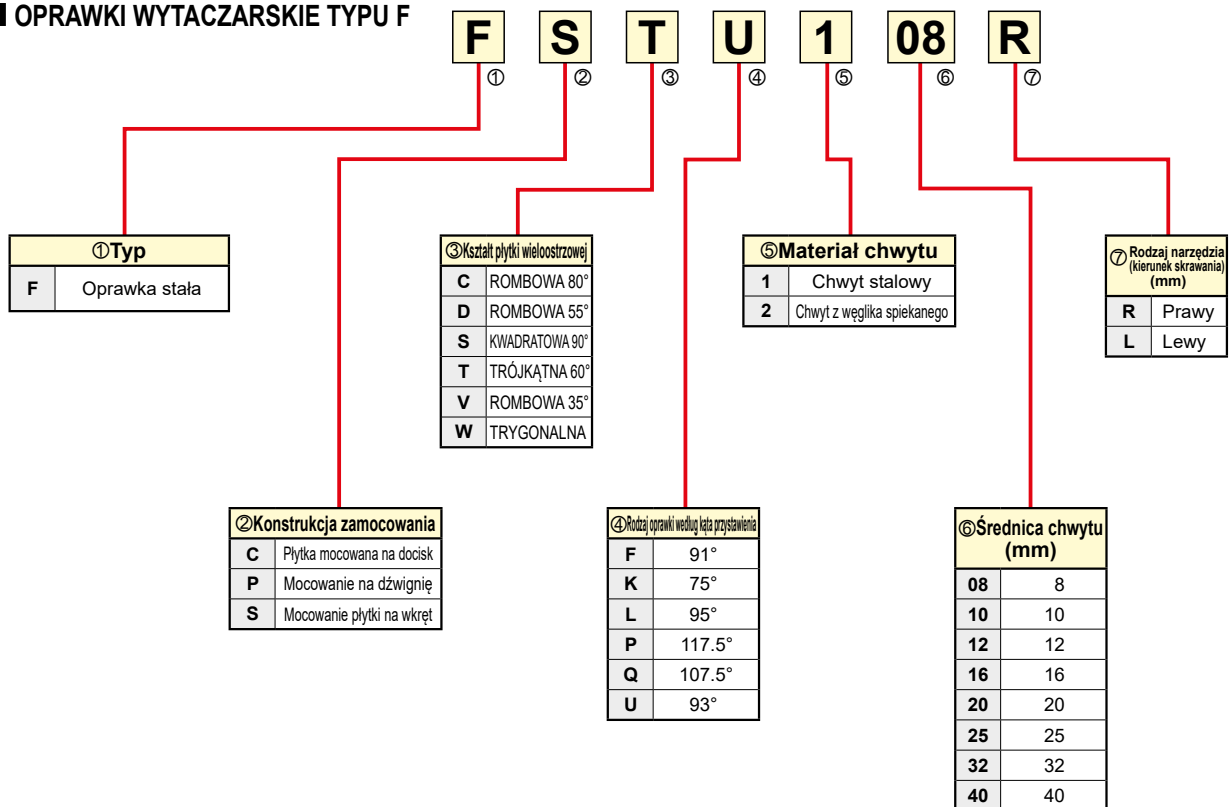 OPRAWKI WYTACZARSKIE TYPU F
F S T U 1 08 R
① ② ③ ④ ⑤ ⑥ ⑦
①Typ
F Oprawka stała
③Kształt płytki wieloostrzowej
C ROMBOWA 80°
D ROMBOWA 55°
S KWADRATOWA 90°
T TRÓJKĄTNA 60°
V ROMBOWA 35°
W TRYGONALNA
⑤Materiał chwytu
1 Chwyt stalowy
2 Chwyt z węglika spiekanego
⑦ Rodzaj narzędzia
(kierunek skrawania)
(mm)
R Prawy
L Lewy
②Konstrukcja zamocowania
C Płytka mocowana na docisk
P Mocowanie na dźwignię
S Mocowanie płytki na wkręt
④Rodzaj oprawki według kąta przystawienia
F 91°
K 75°
L 95°
P 117.5°
Q 107.5°
U 93°
⑥Średnica chwytu
(mm)
08 8
10 10
12 12
16 16
20 20
25 25
32 32
40 40